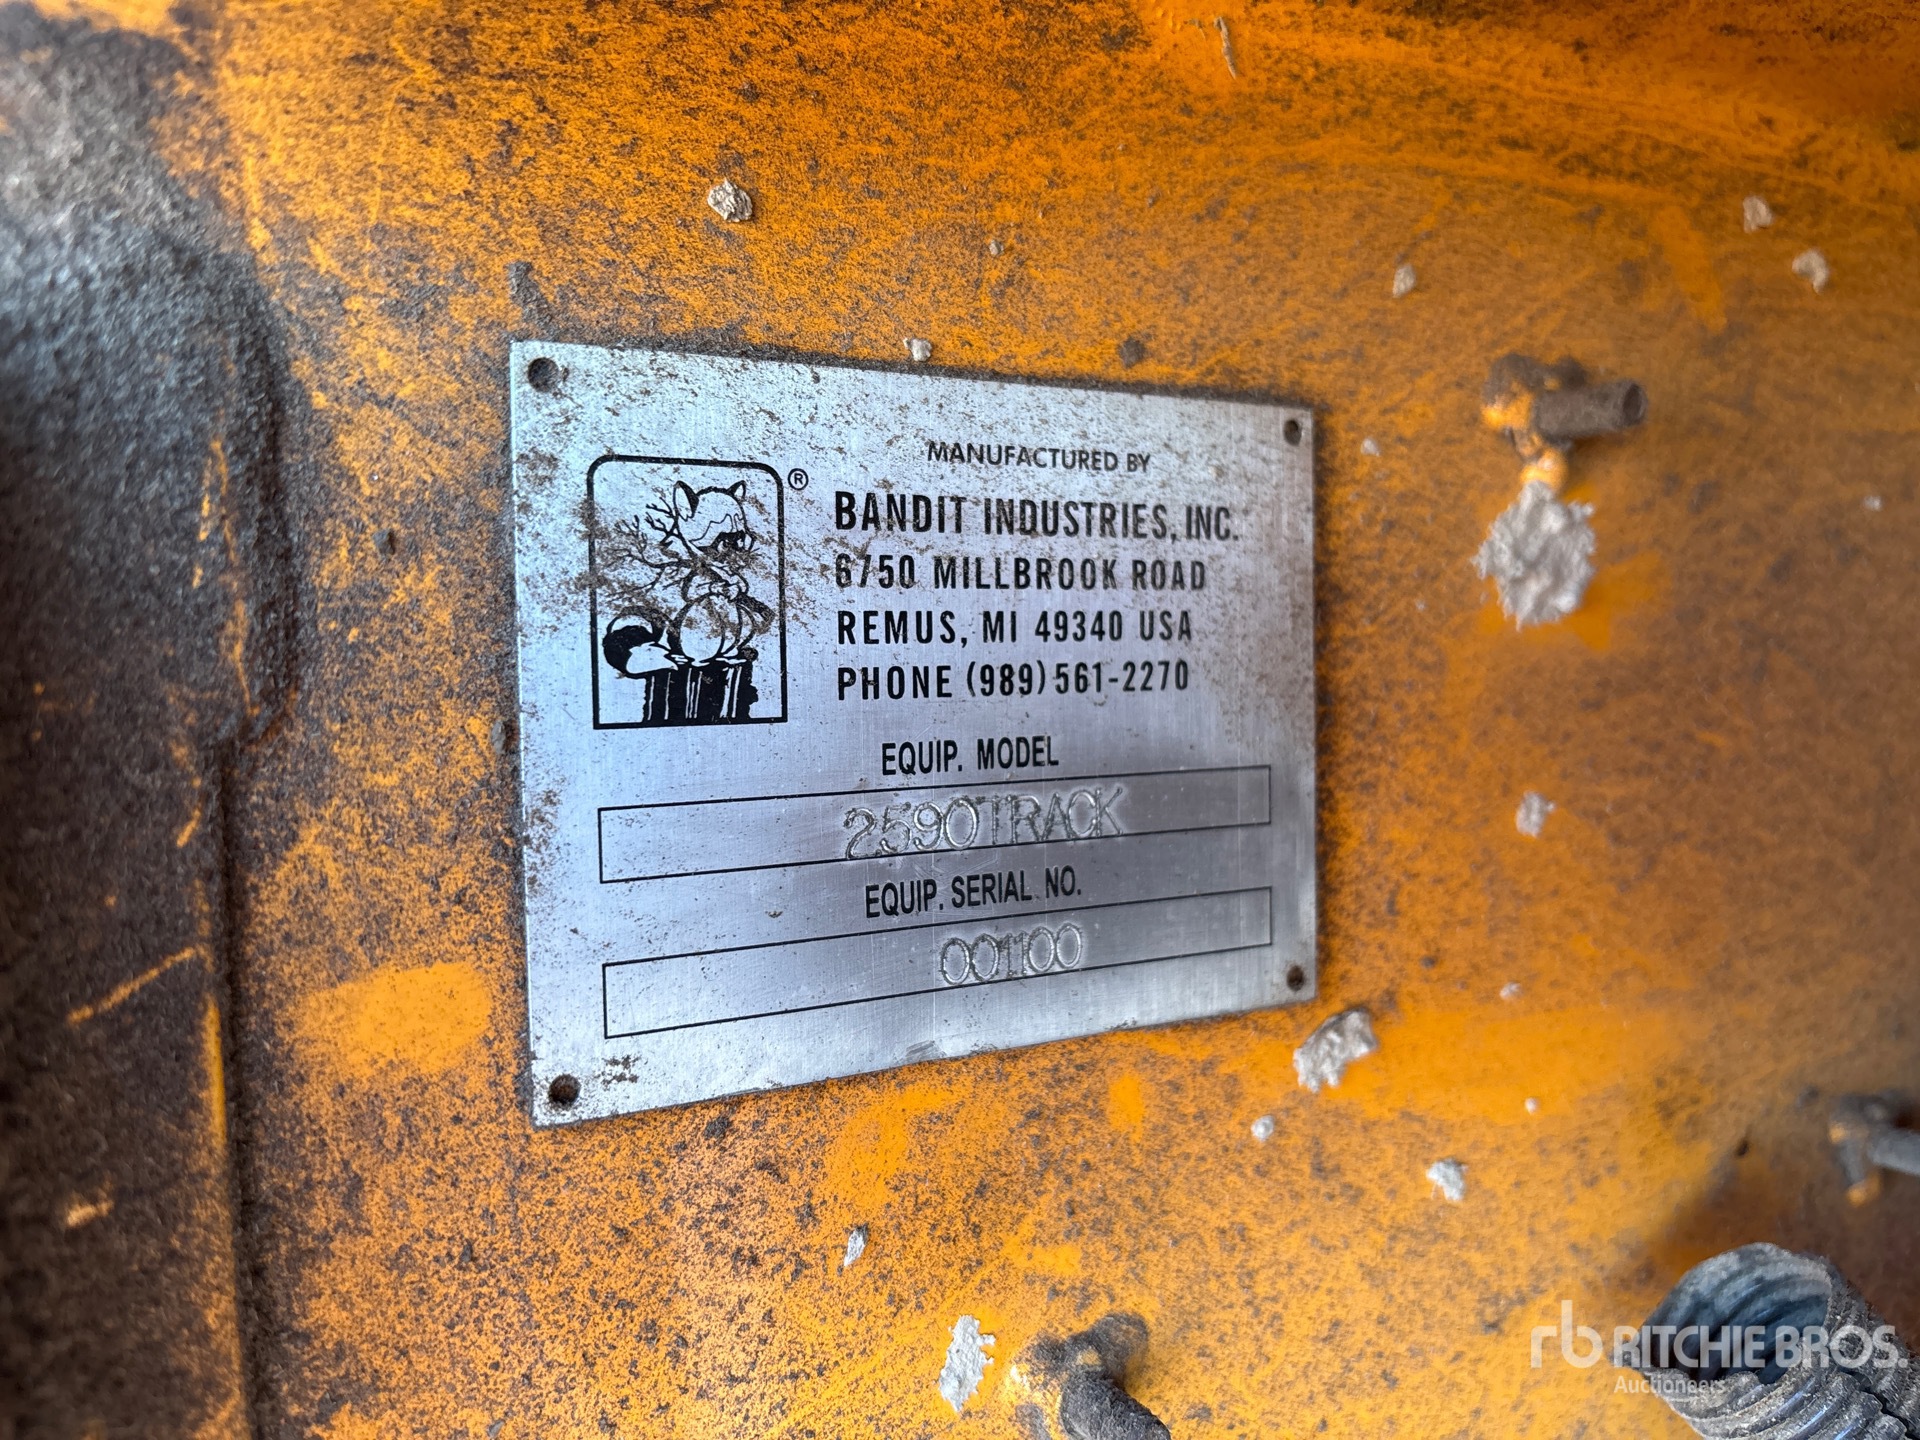 MANUFACTURED BY
®
BANDIT INDUSTRIES, INC.
6750 MILLBROOK ROAD
REMUS, MI 49340 USA
PHONE (989) 561-2270
EQUIP. MODEL
2590TRACK
EQUIP. SERIAL NO.
001100
rb RITCHIE BROS.
Auctioneers